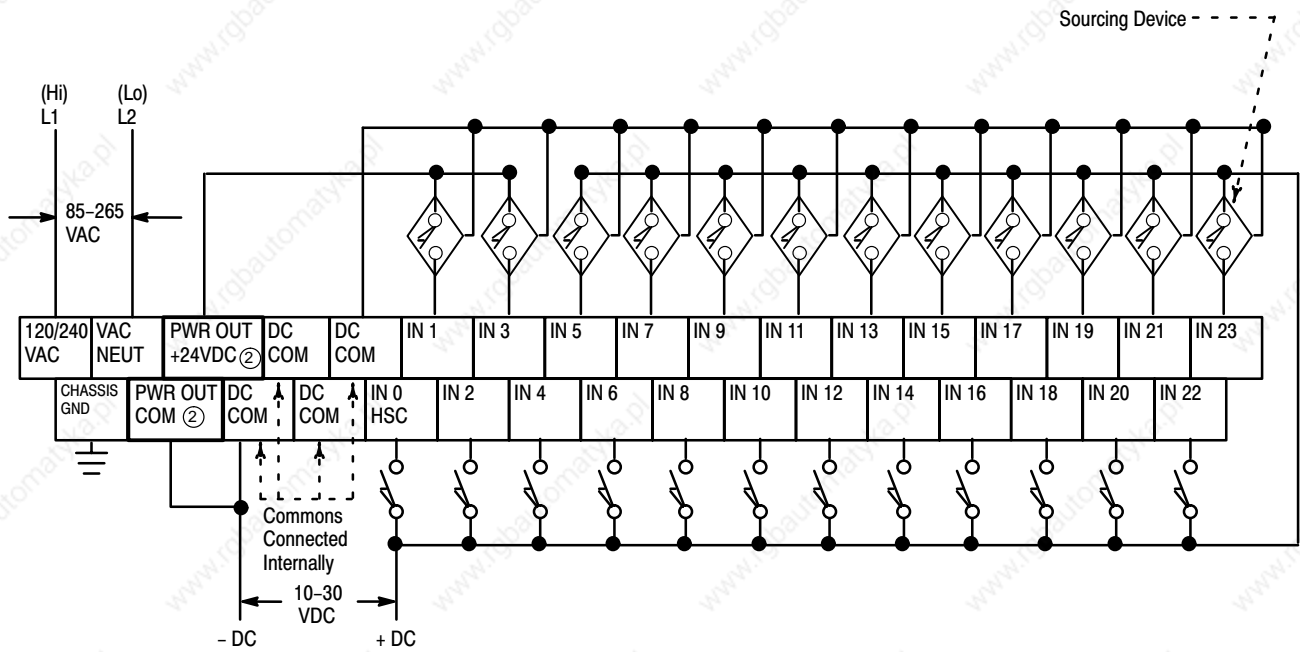 Sourcing Device
(Hi)
L1
(Lo)
L2
85–265
VAC
120/240
VAC
VAC
NEUT
PWR OUT
+24VDC ②
DC
COM
DC
COM
IN 1
IN 3
IN 5
IN 7
IN 9
IN 11
IN 13
IN 15
IN 17
IN 19
IN 21
IN 23
CHASSIS
GND
PWR OUT
COM ②
DC
COM
DC
COM
IN 0
HSC
IN 2
IN 4
IN 6
IN 8
IN 10
IN 12
IN 14
IN 16
IN 18
IN 20
IN 22
Commons
Connected
Internally
10–30
VDC
– DC
+ DC
www.rgbautomatyka.pl